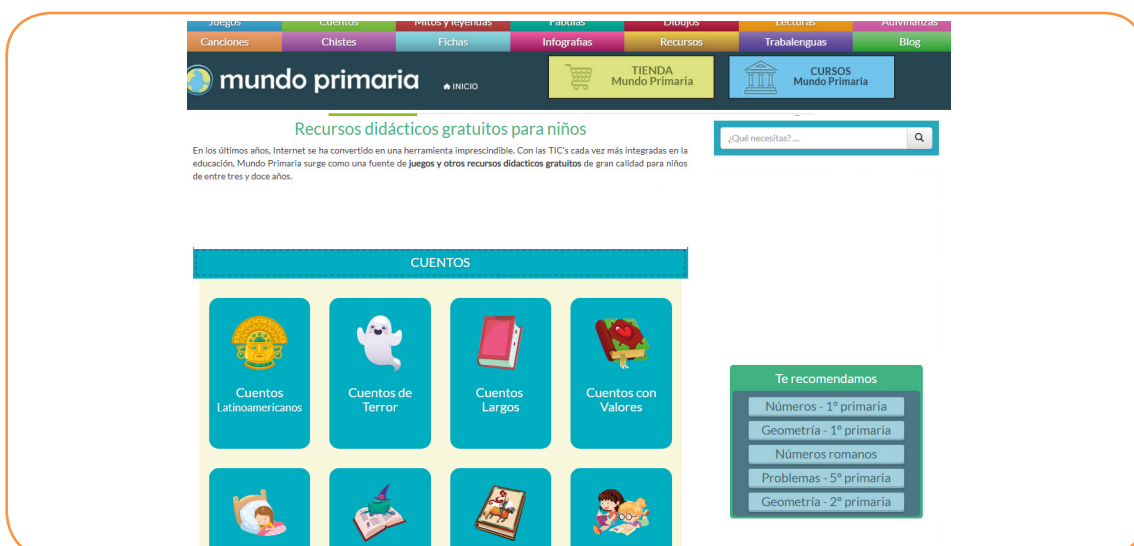 Juegos
Cuentos
Mitos y leyendas
Fábulas
Dibujos
Lecturas
Adivinanzas
Canciones
Chistes
Fichas
Infografías
Recursos
Trabalenguas
Blog
mundo primaria
INICIO
TIENDA
Mundo Primaria
CURSOS
Mundo Primaria
Recursos didácticos gratuitos para niños
¿Qué necesitas? ...
En los últimos años, Internet se ha convertido en una herramienta imprescindible. Con las TIC's cada vez más integradas en la
educación, Mundo Primaria surge como una fuente de juegos y otros recursos didacticos gratuitos de gran calidad para niños
de entre tres y doce años.
CUENTOS
Cuentos
Latinoamericanos
Cuentos de
Terror
Cuentos
Largos
Cuentos con
Valores
Te recomendamos
Números - 1º primaria
Geometría - 1º primaria
Números romanos
Problemas - 5º primaria
Geometría - 2º primaria